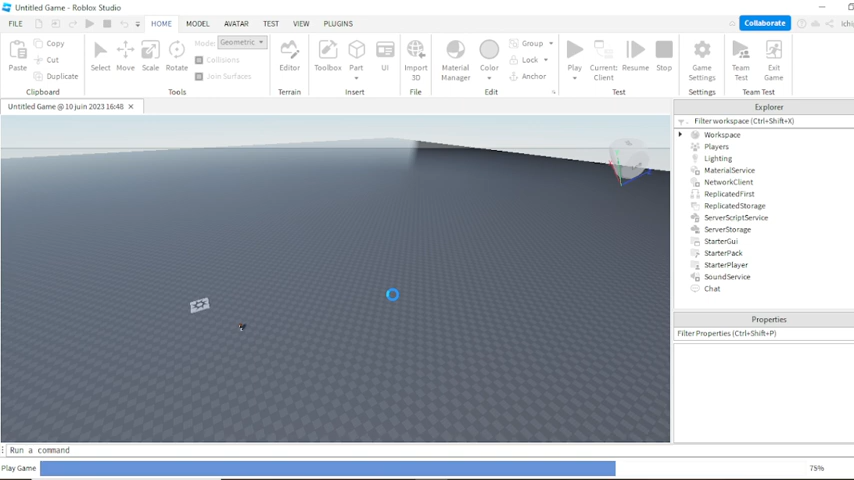 Untitled Game - Roblox Studio
FILE HOME MODEL AVATAR TEST VIEW PLUGINS Collaborate
Paste
Copy
Cut
Duplicate
Clipboard
Select Move Scale Rotate
Mode: Geometric
Collisions
Join Surfaces
Tools
Editor
Terrain
Toolbox Part UI
Insert
Import
3D
File
Material
Manager
Color
Group
Lock
Anchor
Edit
Play
Current:
Client
Resume Stop
Test
Game
Settings
Settings
Team
Test
Exit
Game
Team Test
Untitled Game @ 10 juin 2023 16:48
Explorer
Filter workspace (Ctrl+Shift+X)
Workspace
Players
Lighting
MaterialService
NetworkClient
ReplicatedFirst
ReplicatedStorage
ServerScriptService
ServerStorage
StarterGui
StarterPack
StarterPlayer
SoundService
Chat
Properties
Filter Properties (Ctrl+Shift+P)
Run a command
Play Game 75%